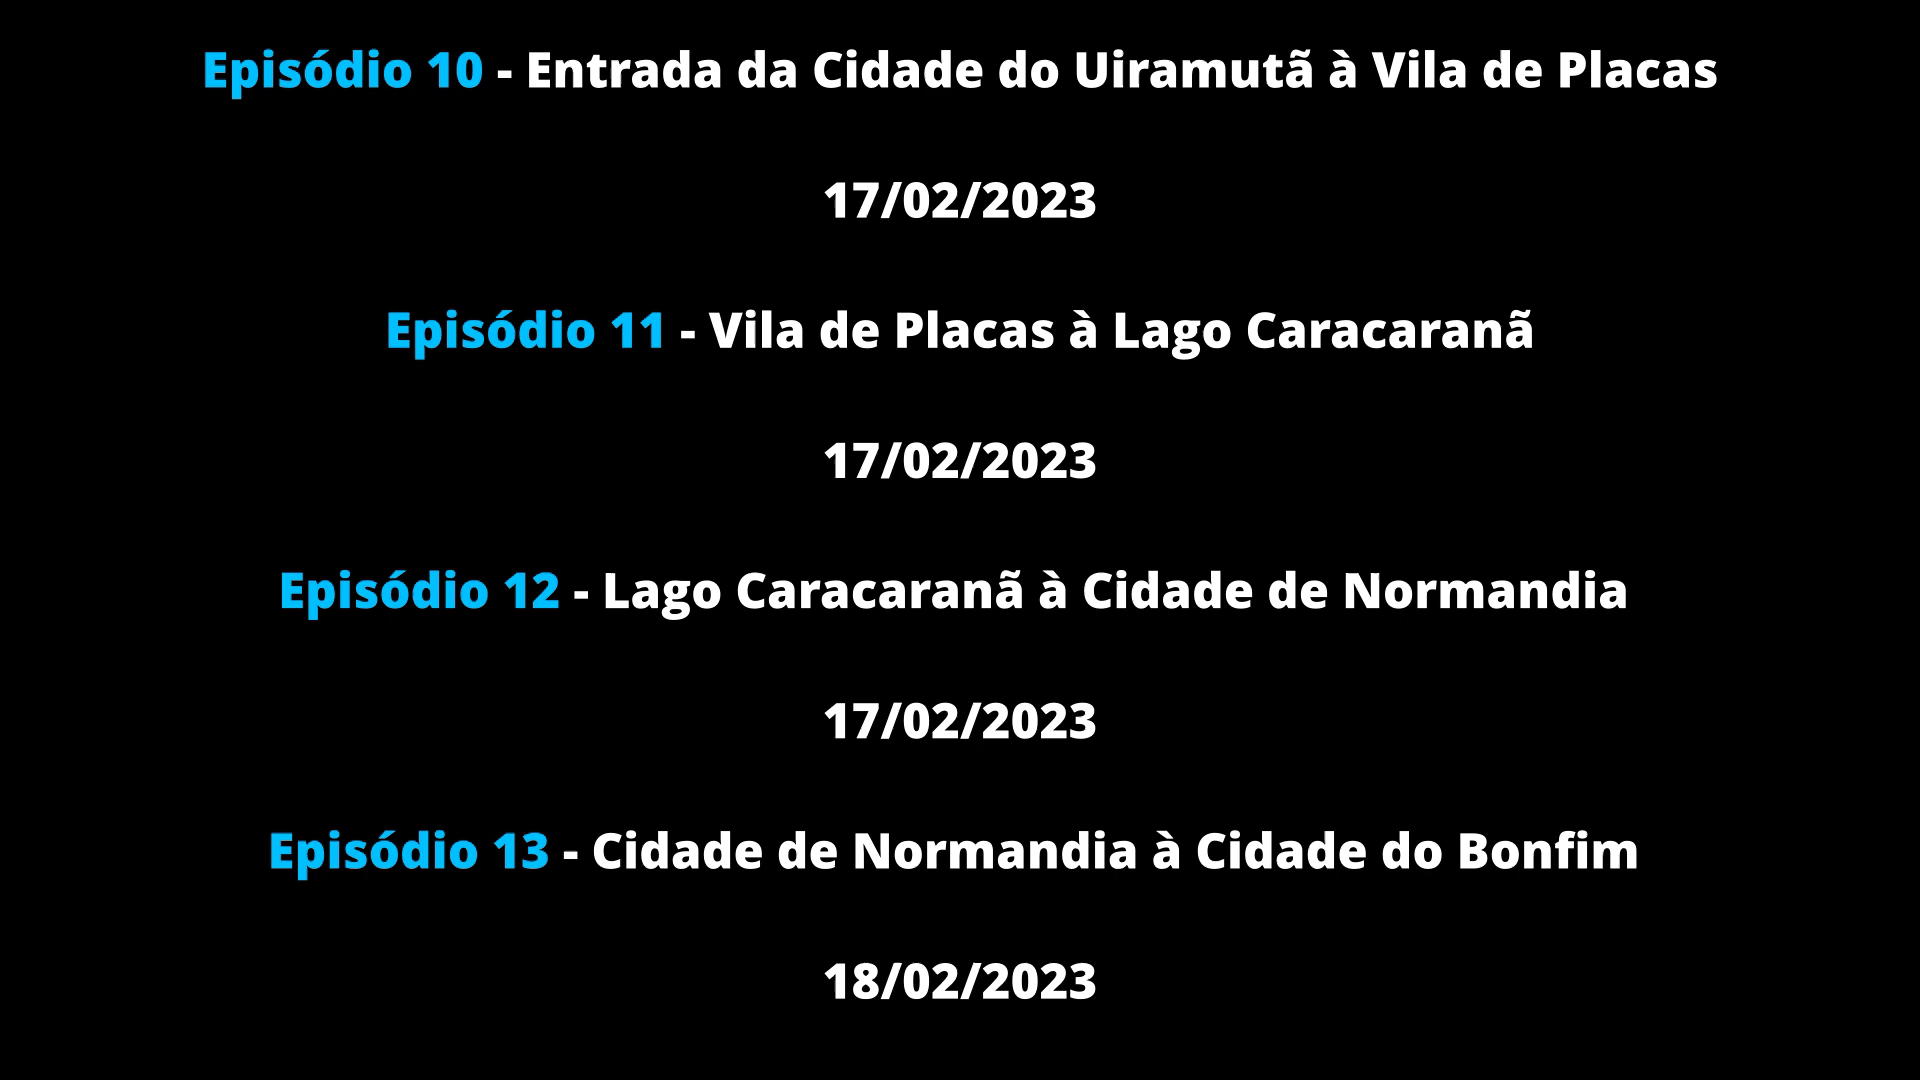 Episódio 10 - Entrada da Cidade do Uiramutã à Vila de Placas
17/02/2023
Episódio 11 - Vila de Placas à Lago Caracaranã
17/02/2023
Episódio 12 - Lago Caracaranã à Cidade de Normandia
17/02/2023
Episódio 13 - Cidade de Normandia à Cidade do Bonfim
18/02/2023